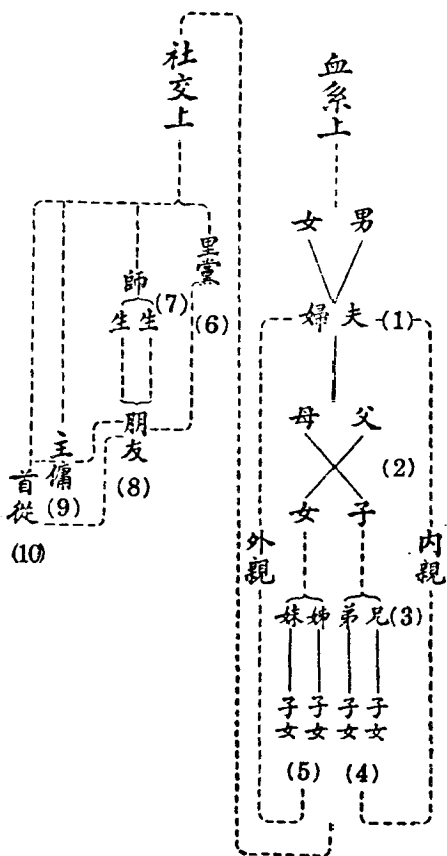 血系上
男 女
夫 婦 (1)
父 母
(2)
子 女
內親
外親
兄 弟 姊 妹 (3)
子女 子女 子女 子女
(4) (5)
社交上
里黨
(6)
師
(7)
生 生
朋友
(8)
主傭
(9)
首從
(10)